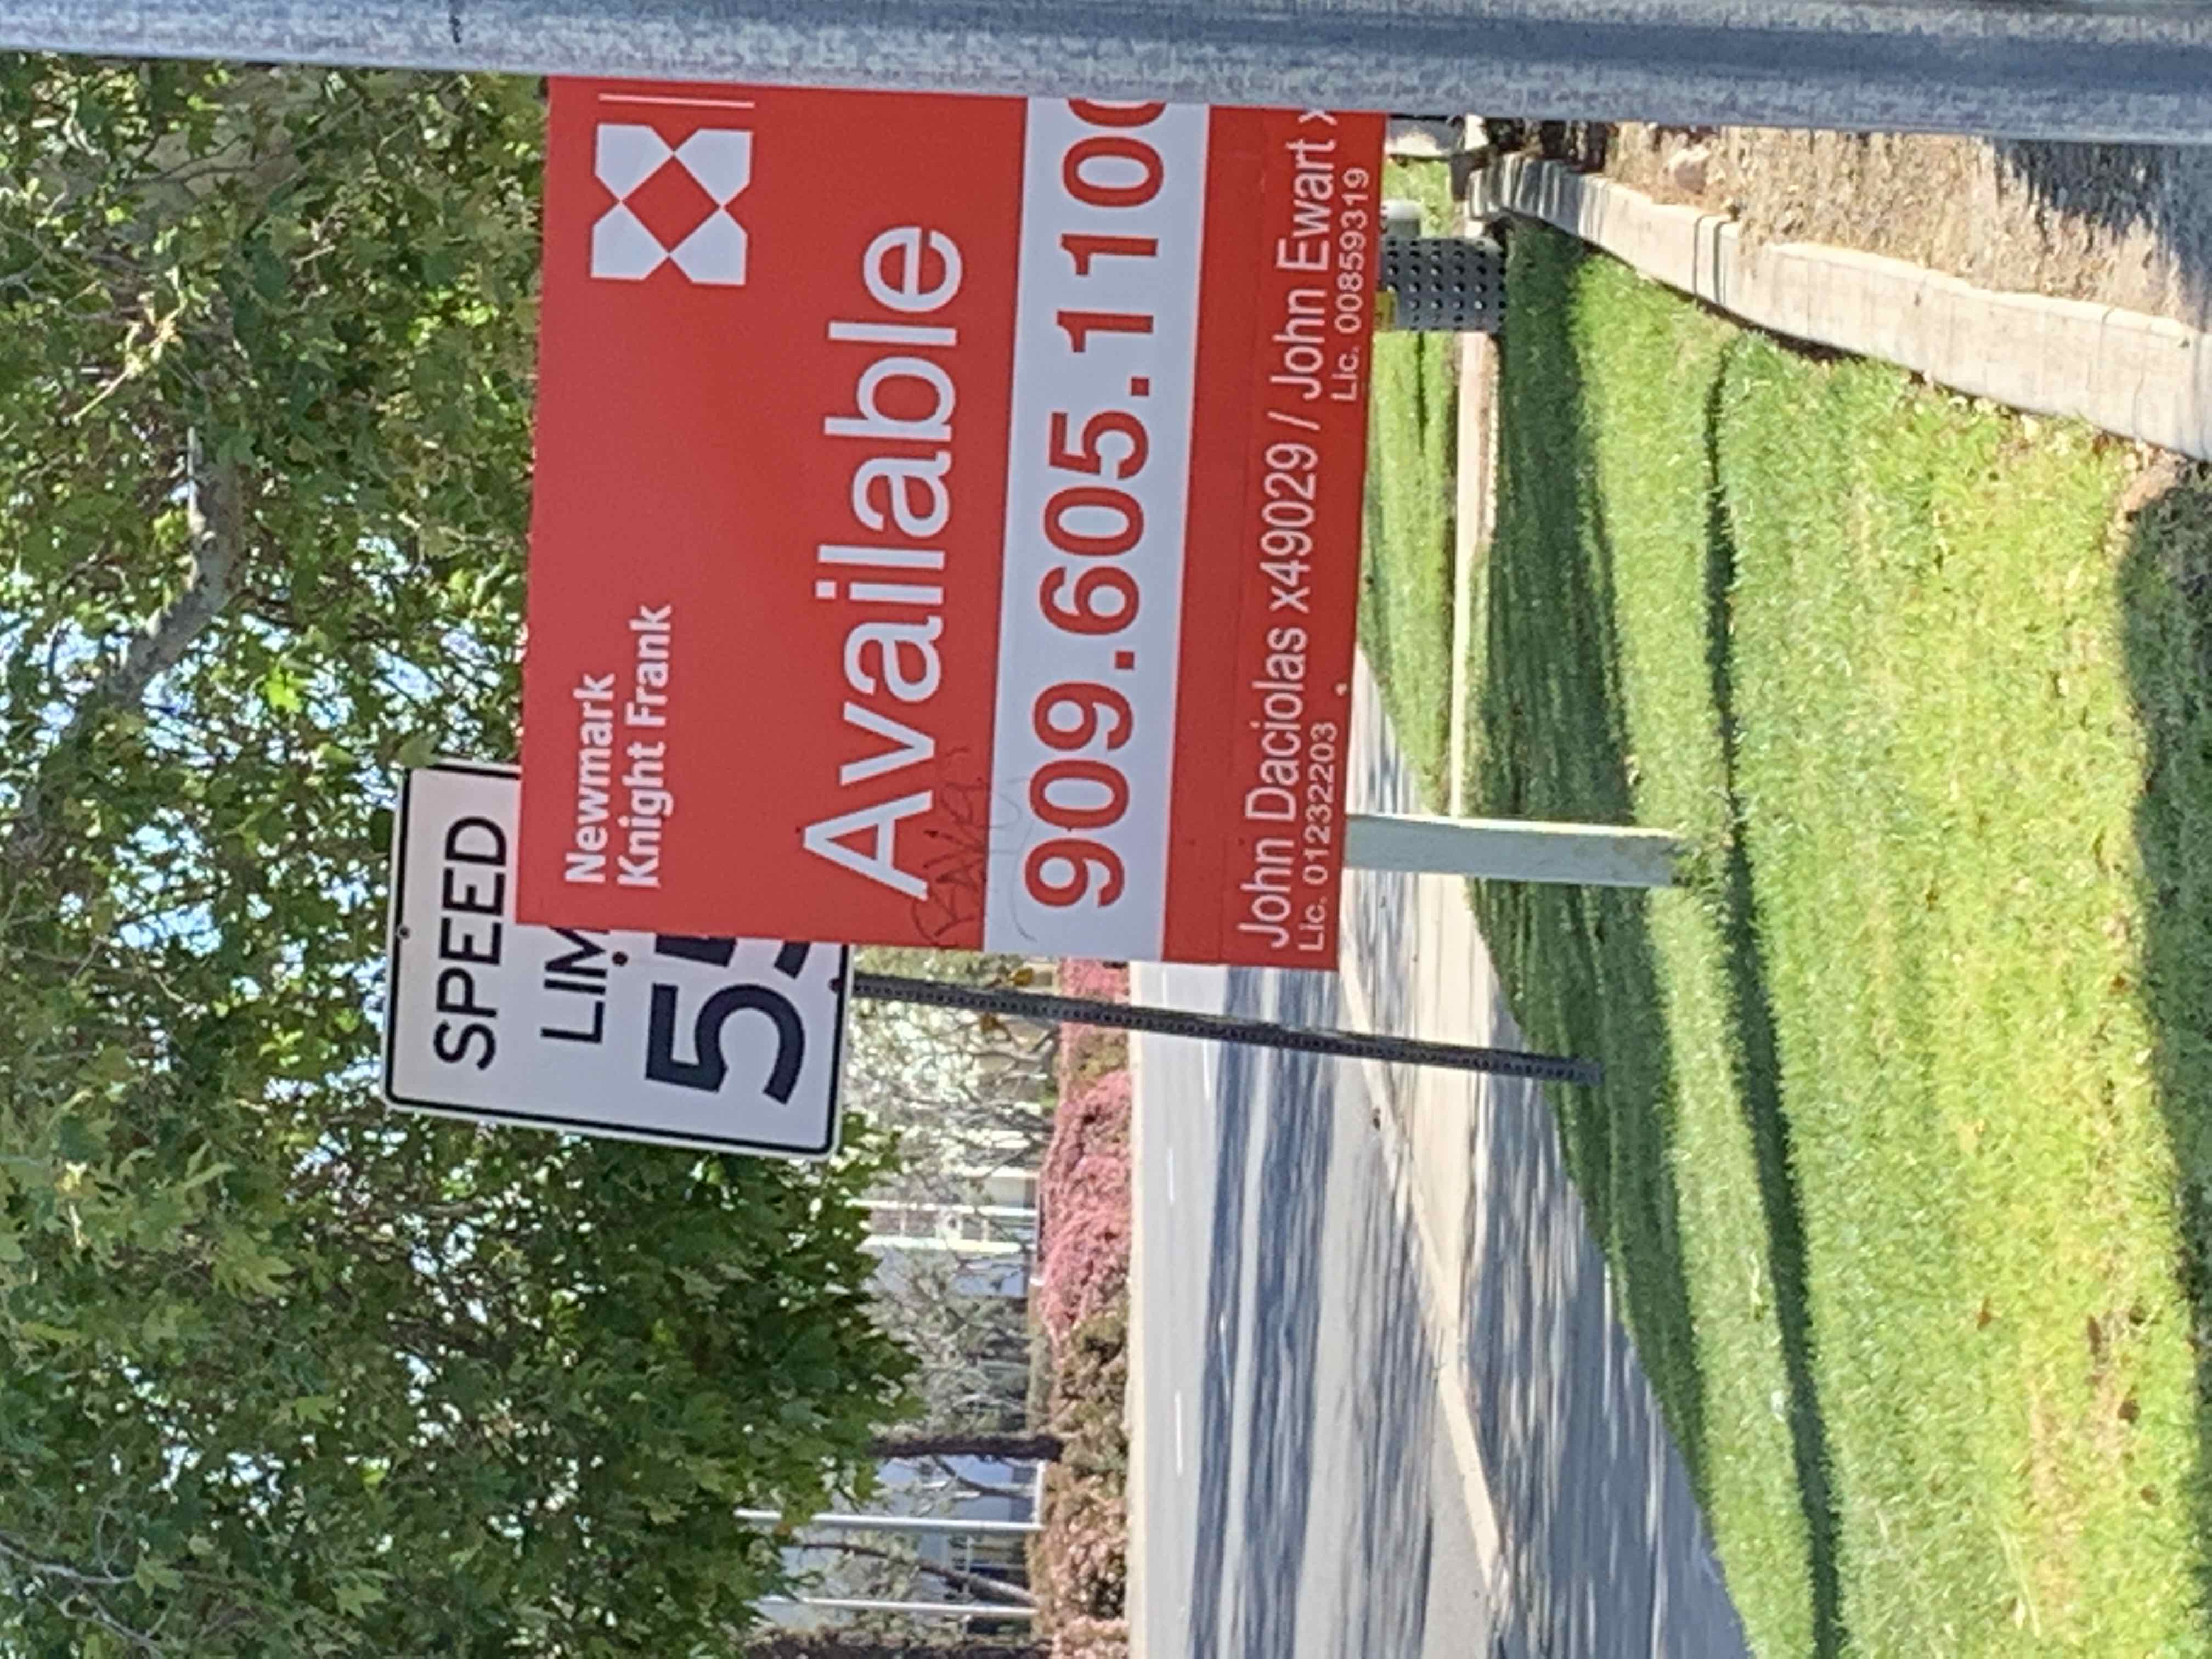 SPEED
LIM
55
Newmark
Knight Frank
Available
909.605.110
John Daciolas x49029 / John Ewart x
Lic. 01232203
Lic. 00859319